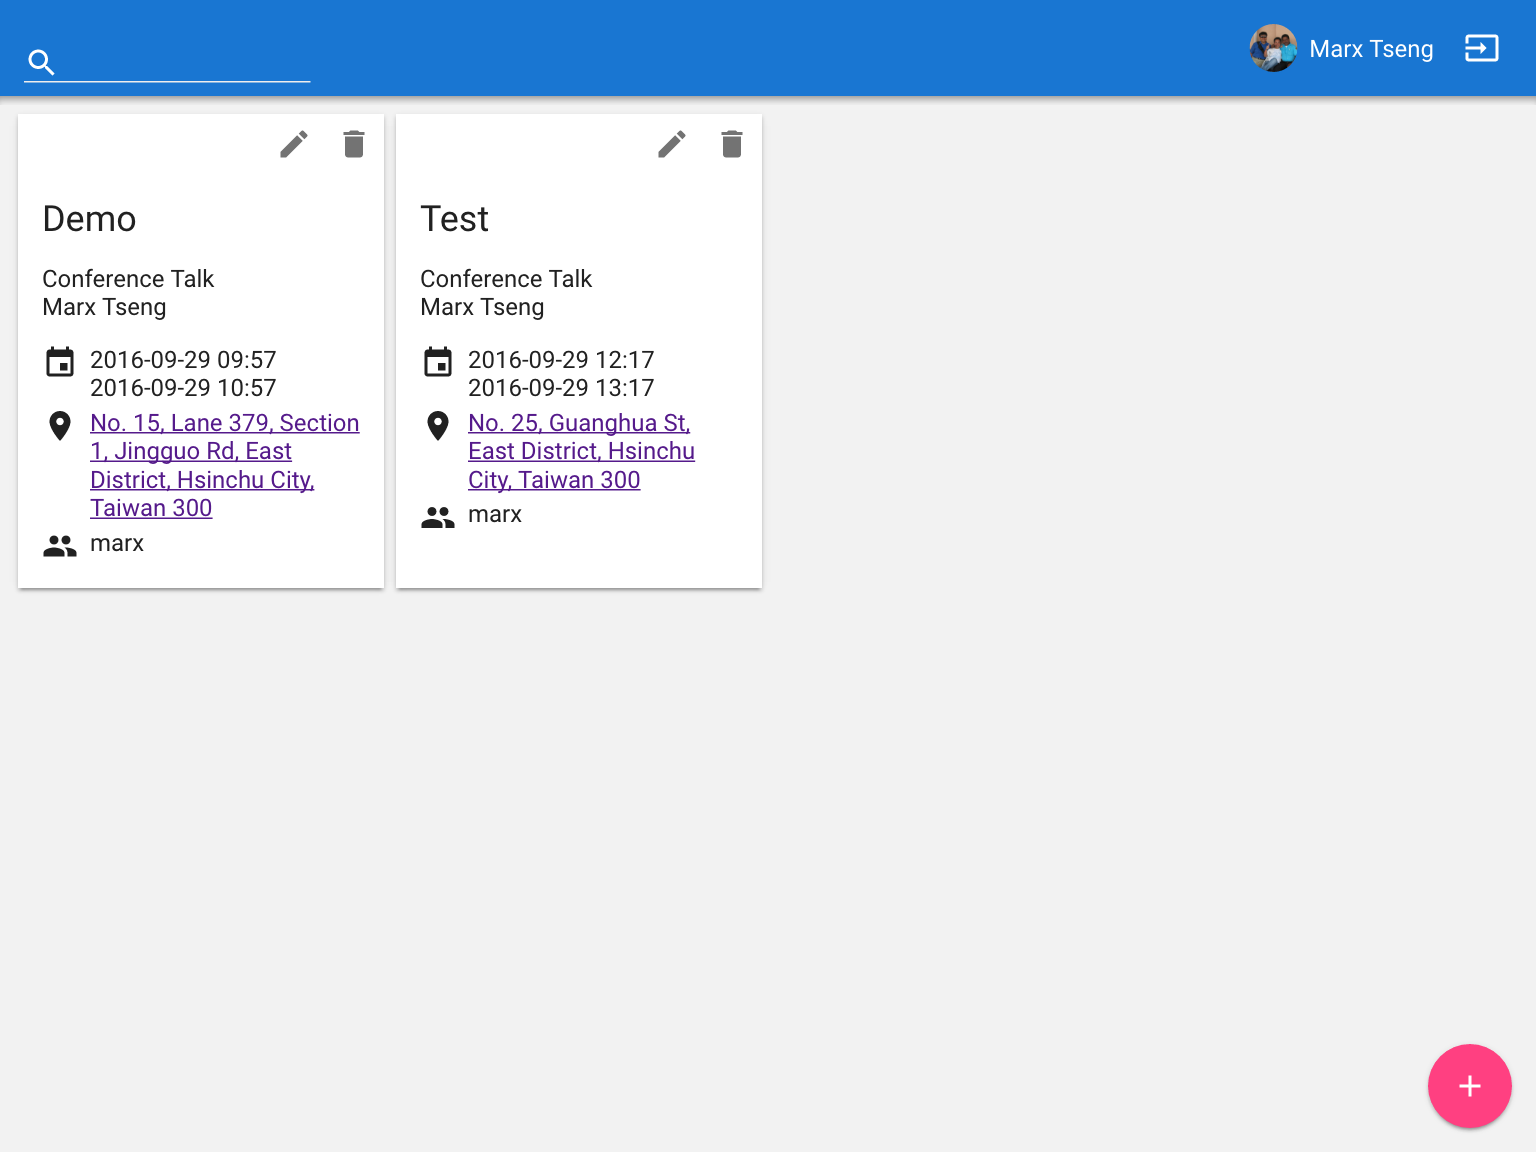 Marx Tseng
Demo
Conference Talk
Marx Tseng
2016-09-29 09:57
2016-09-29 10:57
No. 15, Lane 379, Section
1, Jingguo Rd, East
District, Hsinchu City,
Taiwan 300
marx
Test
Conference Talk
Marx Tseng
2016-09-29 12:17
2016-09-29 13:17
No. 25, Guanghua St,
East District, Hsinchu
City, Taiwan 300
marx